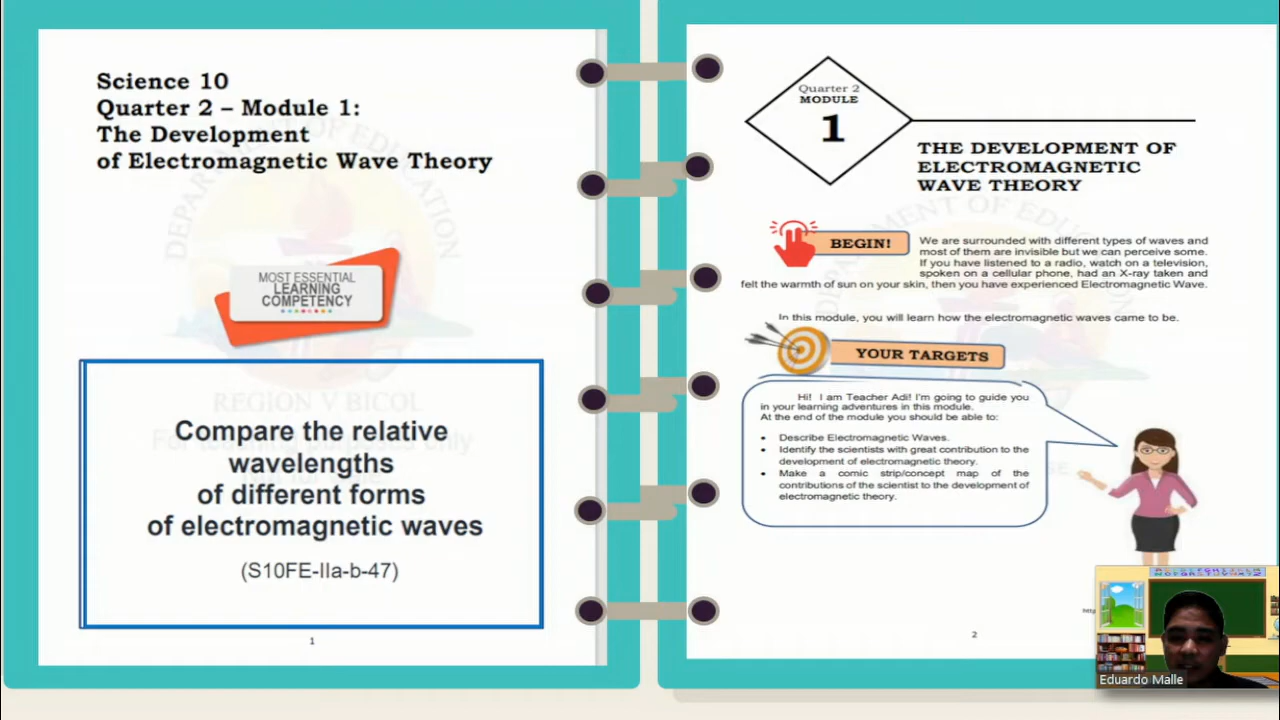 Science 10
Quarter 2 – Module 1:
The Development
of Electromagnetic Wave Theory
DEPARTMENT OF EDUCATION
MOST ESSENTIAL
LEARNING
COMPETENCY
REGION V BICOL
Compare the relative
wavelengths
of different forms
of electromagnetic waves
(S10FE-IIa-b-47)
1
Quarter 2
MODULE
1
THE DEVELOPMENT OF
ELECTROMAGNETIC
WAVE THEORY
BEGIN!
We are surrounded with different types of waves and
most of them are invisible but we can perceive some.
If you have listened to a radio, watch on a television,
spoken on a cellular phone, had an X-ray taken and
felt the warmth of sun on your skin, then you have experienced Electromagnetic Wave.
In this module, you will learn how the electromagnetic waves came to be.
YOUR TARGETS
Hi! I am Teacher Adi! I'm going to guide you
in your learning adventures in this module.
At the end of the module you should be able to:
• Describe Electromagnetic Waves.
• Identify the scientists with great contribution to the
development of electromagnetic theory.
• Make a comic strip/concept map of the
contributions of the scientist to the development of
electromagnetic theory.
2
Eduardo Malle